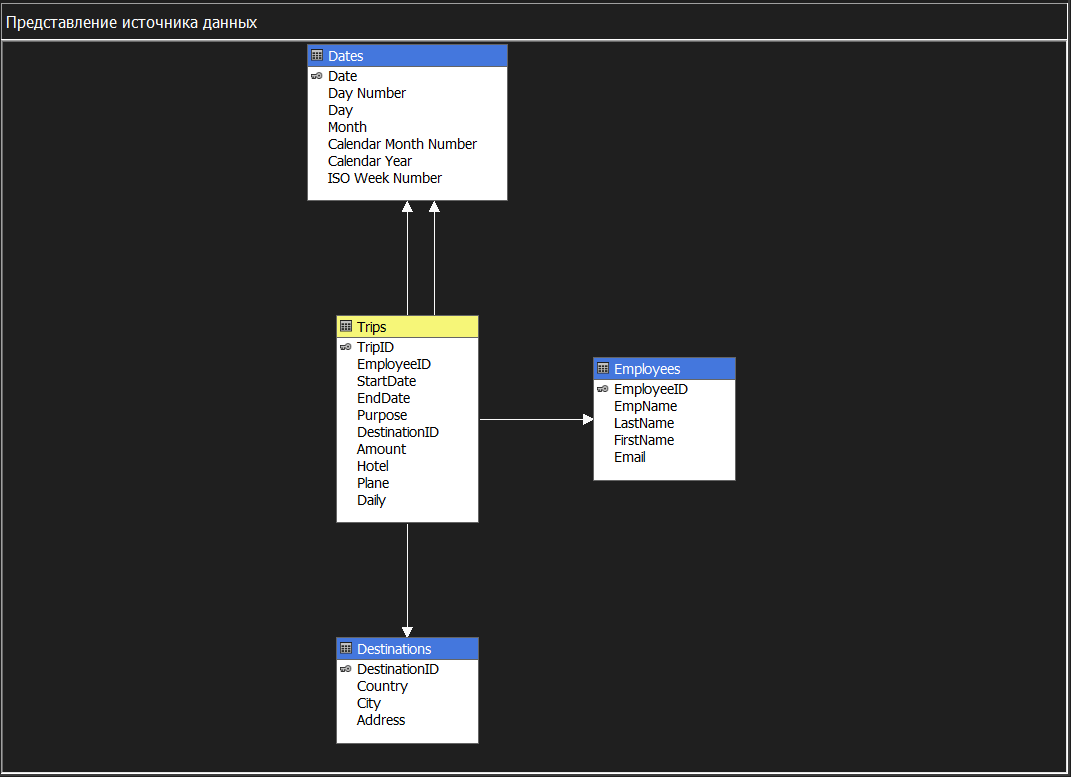 Представление источника данных
Dates
Date
Day Number
Day
Month
Calendar Month Number
Calendar Year
ISO Week Number
Trips
TripID
EmployeeID
StartDate
EndDate
Purpose
DestinationID
Amount
Hotel
Plane
Daily
Employees
EmployeeID
EmpName
LastName
FirstName
Email
Destinations
DestinationID
Country
City
Address